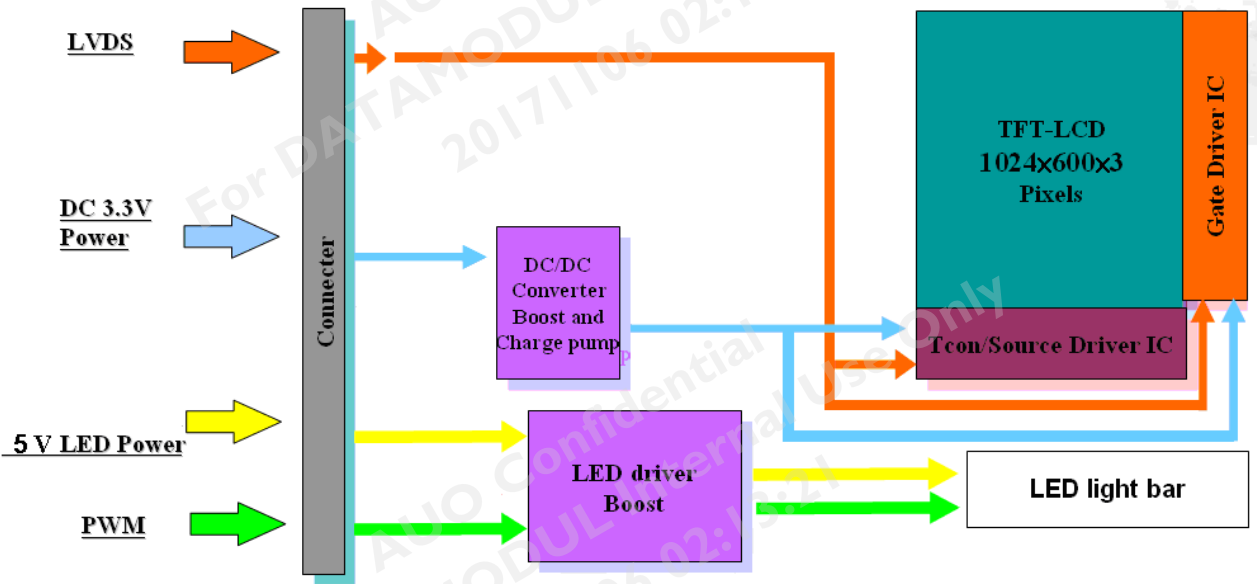 LVDS
DC 3.3V
Power
5 V LED Power
PWM
Connecter
DC/DC
Converter
Boost and
Charge pump
LED driver
Boost
TFT-LCD
1024x600x3
Pixels
Gate Driver IC
Tcon/Source Driver IC
LED light bar
For DATAMODUL
20171106 02:1
AUO Confidential
Internal Use Only